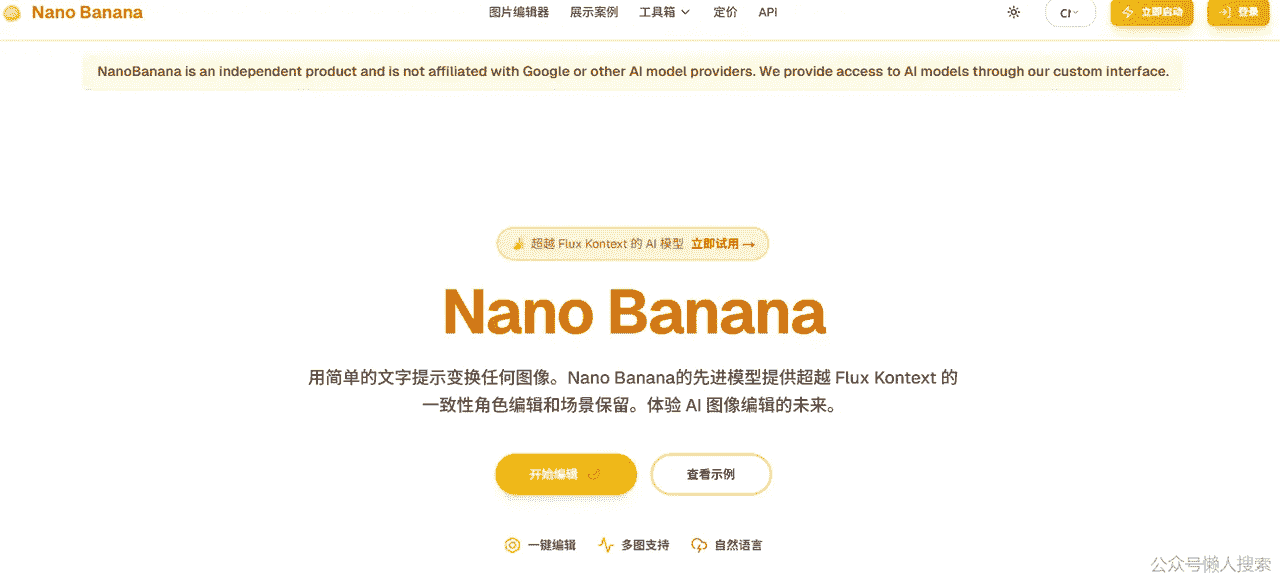 Nano Banana
图片编辑器 展示案例 工具箱 定价 API
立即启动
登录
NanoBanana is an independent product and is not affiliated with Google or other AI model providers. We provide access to AI models through our custom interface.
超越 Flux Kontext 的 AI 模型 立即试用 →
Nano Banana
用简单的文字提示变换任何图像。Nano Banana的先进模型提供超越 Flux Kontext 的
一致性角色编辑和场景保留。体验 AI 图像编辑的未来。
开始编辑 查看示例
一键编辑 多图支持 自然语言
公众号懒人搜索